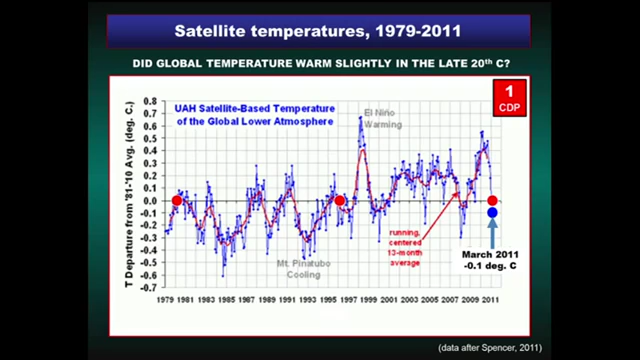 Satellite temperatures, 1979-2011
DID GLOBAL TEMPERATURE WARM SLIGHTLY IN THE LATE 20th C?
1
CDP
UAH Satellite-Based Temperature
of the Global Lower Atmosphere
El Niño
Warming
T Departure from '81-'10 Avg. (deg. C.)
0.8
0.7
0.6
0.5
0.4
0.3
0.2
0.1
0.0
-0.1
-0.2
-0.3
-0.4
-0.5
-0.6
-0.7
running,
centered
13-month
average
Mt. Pinatubo
Cooling
March 2011
-0.1 deg. C
1979 1981 1983 1985 1987 1989 1991 1993 1995 1997 1999 2001 2003 2005 2007 2009 2011
(data after Spencer, 2011)